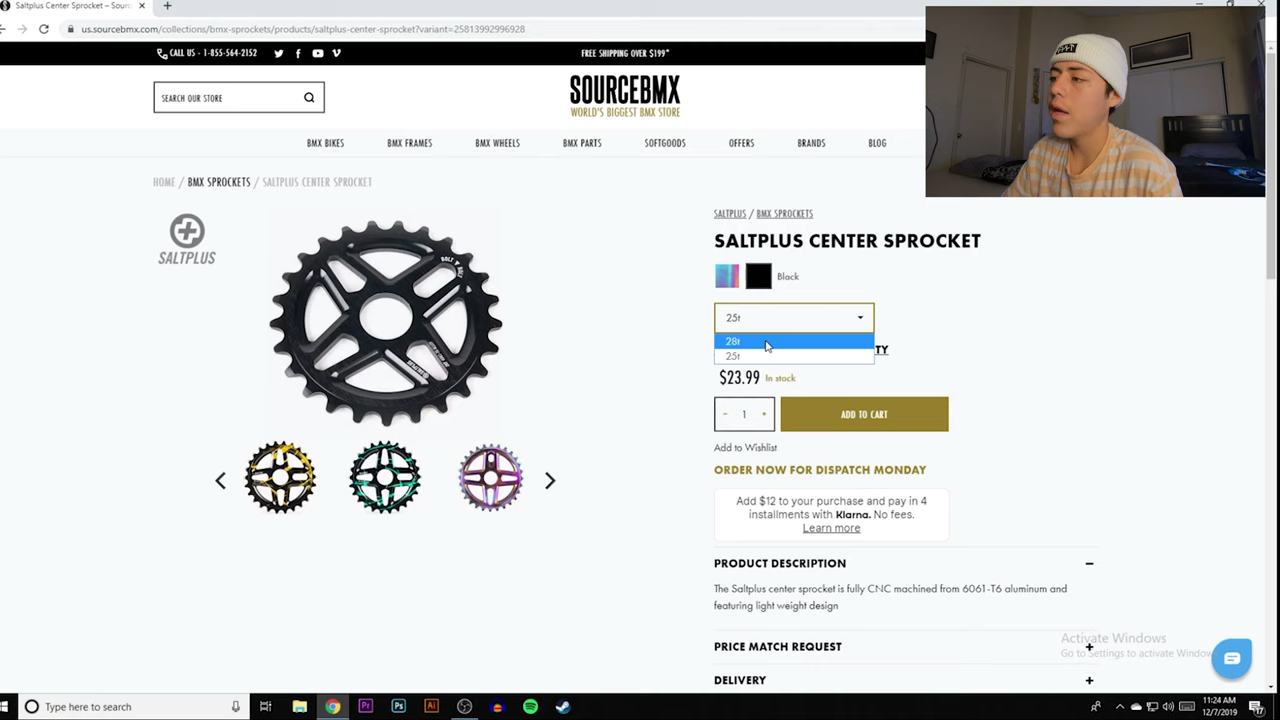 Saltplus Center Sprocket – Sourc
us.sourcebmx.com/collections/bmx-sprockets/products/saltplus-center-sprocket?variant=25813992996928
CALL US - 1-855-564-2152
FREE SHIPPING OVER $199*
SEARCH OUR STORE
SOURCEBMX
WORLD'S BIGGEST BMX STORE
BMX BIKES BMX FRAMES BMX WHEELS BMX PARTS SOFTGOODS OFFERS BRANDS BLOG
HOME / BMX SPROCKETS / SALTPLUS CENTER SPROCKET
SALTPLUS
SALTPLUS / BMX SPROCKETS
SALTPLUS CENTER SPROCKET
Black
25t
28t
25t
TY
$23.99 In stock
- 1 +
ADD TO CART
Add to Wishlist
ORDER NOW FOR DISPATCH MONDAY
Add $12 to your purchase and pay in 4
installments with Klarna. No fees.
Learn more
PRODUCT DESCRIPTION
The Saltplus center sprocket is fully CNC machined from 6061-T6 aluminum and
featuring light weight design
PRICE MATCH REQUEST
DELIVERY
Activate Windows
Go to Settings to activate Window
Type here to search
Pr
Ps
Ai
11:24 AM
12/7/2019
17